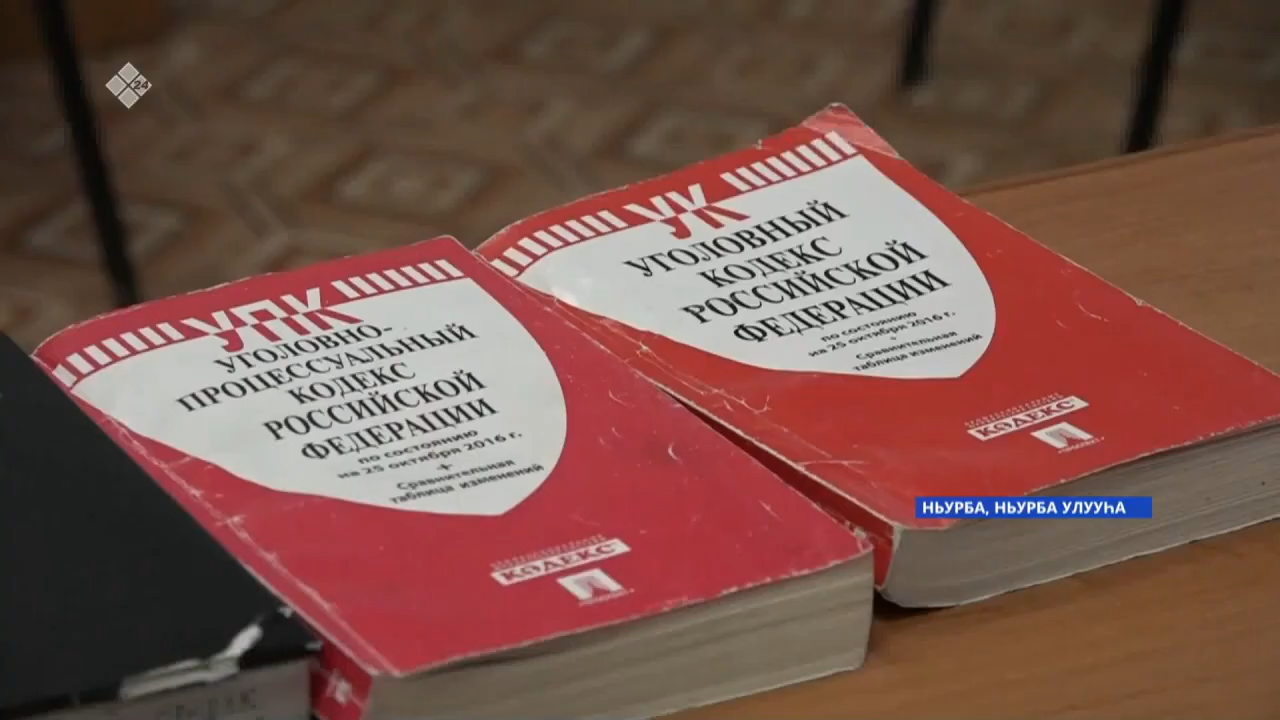 24
УПК
УГОЛОВНО-
ПРОЦЕССУАЛЬНЫЙ
КОДЕКС
РОССИЙСКОЙ
ФЕДЕРАЦИИ
по состоянию
на 25 октября 2016 г.
+
Сравнительная
таблица изменений
КОДЕКС
УК
УГОЛОВНЫЙ
КОДЕКС
РОССИЙСКОЙ
ФЕДЕРАЦИИ
по состоянию
на 25 октября 2016 г.
+
Сравнительная
таблица изменений
КОДЕКС
НЬУРБА, НЬУРБА УЛУУҺА